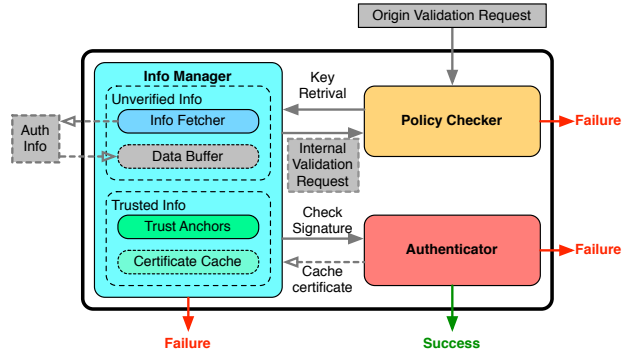 Origin Validation Request
Info Manager
Unverified Info
Info Fetcher
Data Buffer
Auth
Info
Key
Retrival
Internal
Validation
Request
Policy Checker
Failure
Trusted Info
Trust Anchors
Certificate Cache
Check
Signature
Cache
certificate
Authenticator
Failure
Failure
Success